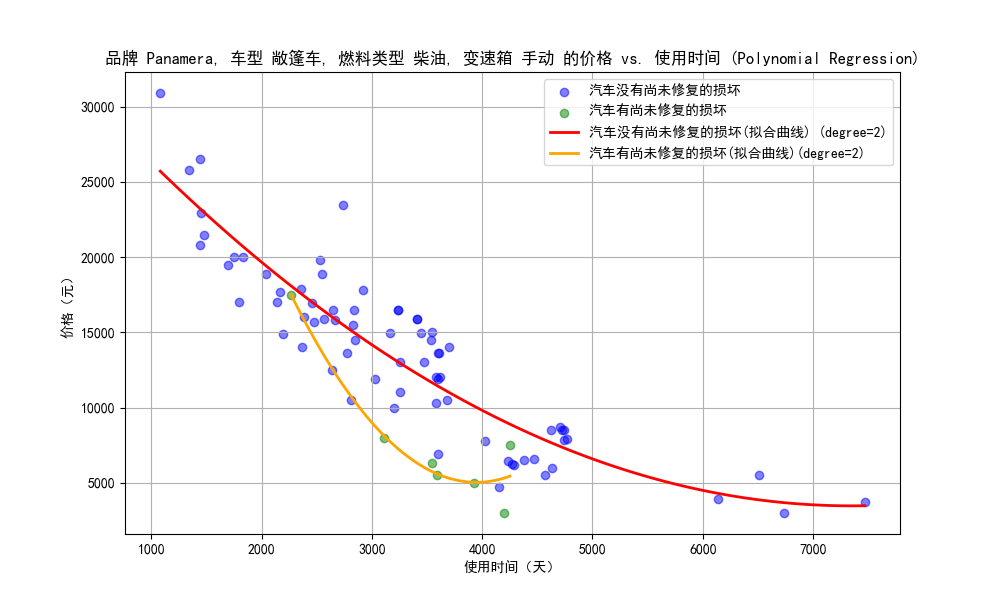 品牌 Panamera, 车型 敞篷车, 燃料类型 柴油, 变速箱 手动 的价格 vs. 使用时间 (Polynomial Regression)
汽车没有尚未修复的损坏
汽车有尚未修复的损坏
汽车没有尚未修复的损坏(拟合曲线) (degree=2)
汽车有尚未修复的损坏(拟合曲线)(degree=2)
价格（元）
30000
25000
20000
15000
10000
5000
1000 2000 3000 4000 5000 6000 7000
使用时间（天）